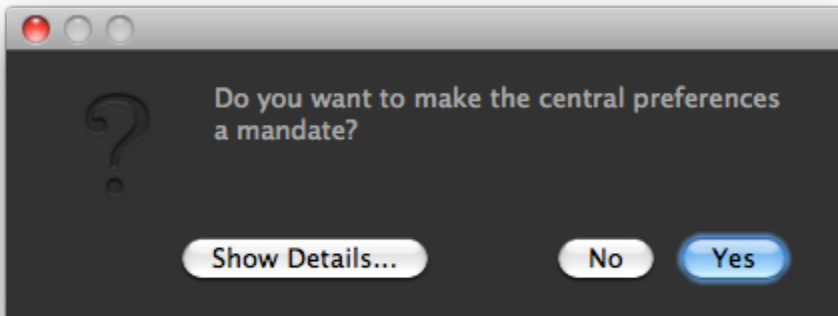 Do you want to make the central preferences
a mandate?
Show Details...
No
Yes